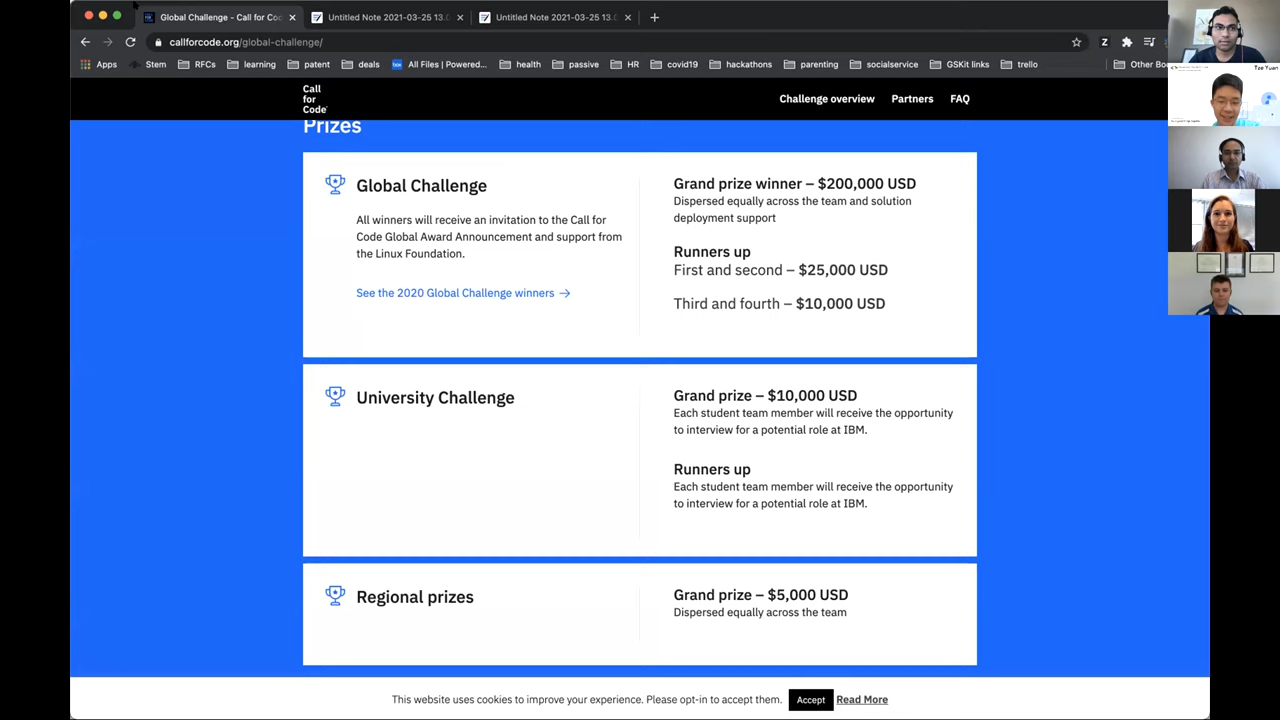 Global Challenge - Call for Co
Untitled Note 2021-03-25 13.
Untitled Note 2021-03-25 13.
callforcode.org/global-challenge/
Apps Stem RFCs learning patent deals All Files | Powered... health passive HR covid19 hackathons parenting socialservice GSKit links trello Other Bo
Tze Yuan
Call
for
Code
Challenge overview Partners FAQ
Prizes
Global Challenge
All winners will receive an invitation to the Call for
Code Global Award Announcement and support from
the Linux Foundation.
See the 2020 Global Challenge winners →
Grand prize winner – $200,000 USD
Dispersed equally across the team and solution
deployment support
Runners up
First and second – $25,000 USD
Third and fourth – $10,000 USD
University Challenge
Grand prize – $10,000 USD
Each student team member will receive the opportunity
to interview for a potential role at IBM.
Runners up
Each student team member will receive the opportunity
to interview for a potential role at IBM.
Regional prizes
Grand prize – $5,000 USD
Dispersed equally across the team
This website uses cookies to improve your experience. Please opt-in to accept them. Accept Read More